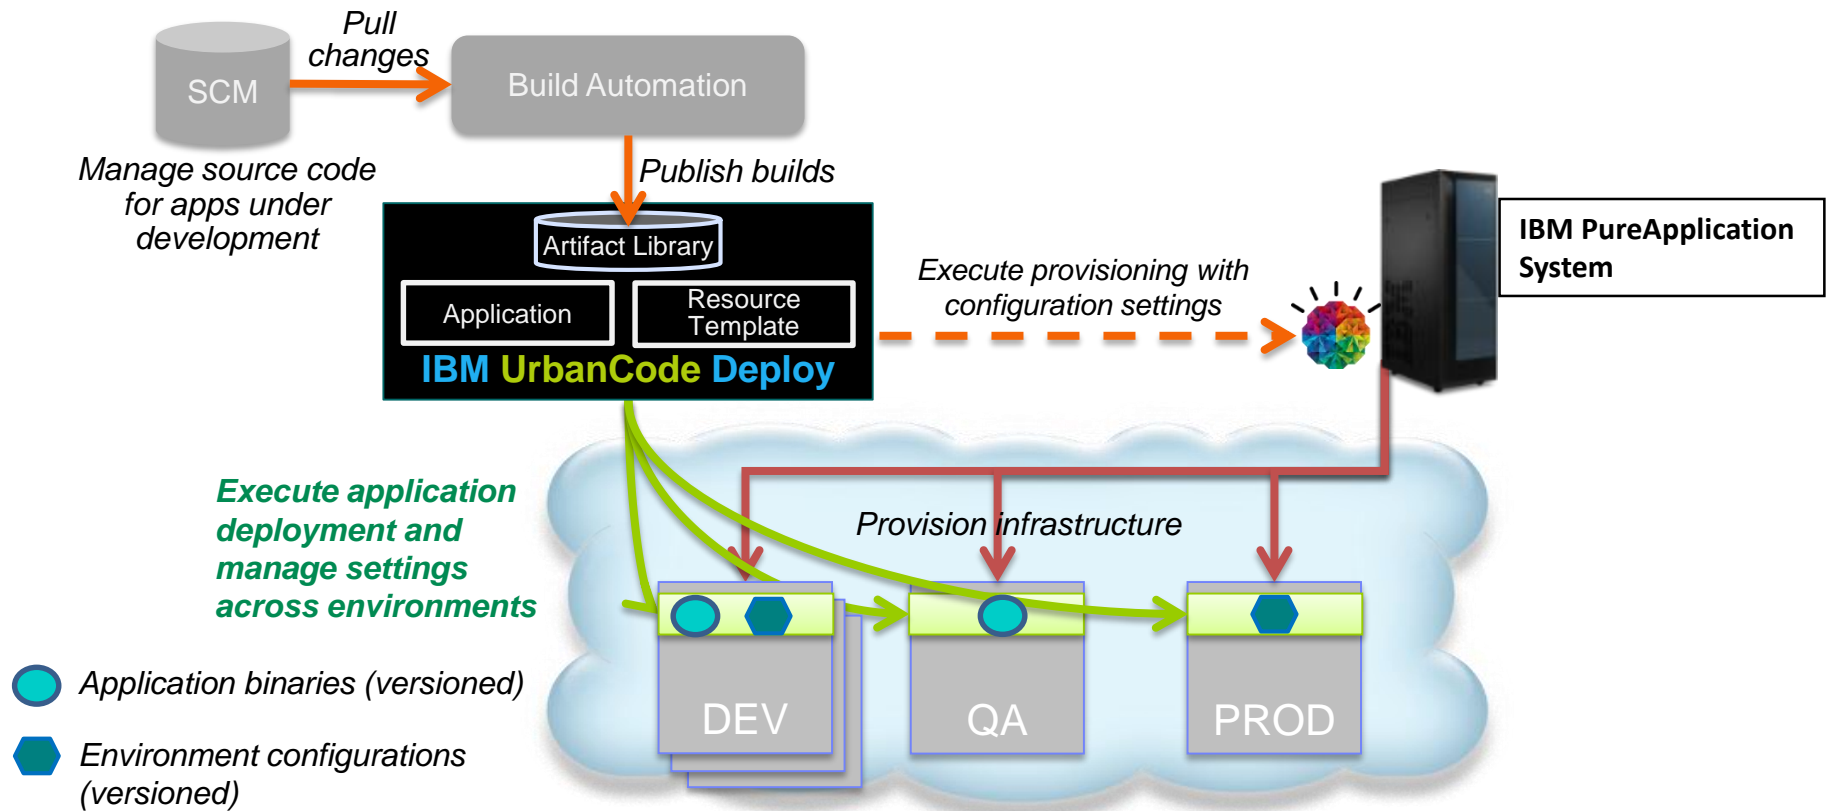 Pull
changes
SCM
Build Automation
Manage source code
for apps under
development
Publish builds
Artifact Library
Application
Resource
Template
IBM UrbanCode Deploy
Execute provisioning with
configuration settings
IBM PureApplication
System
Execute application
deployment and
manage settings
across environments
Provision infrastructure
DEV
QA
PROD
Application binaries (versioned)
Environment configurations
(versioned)